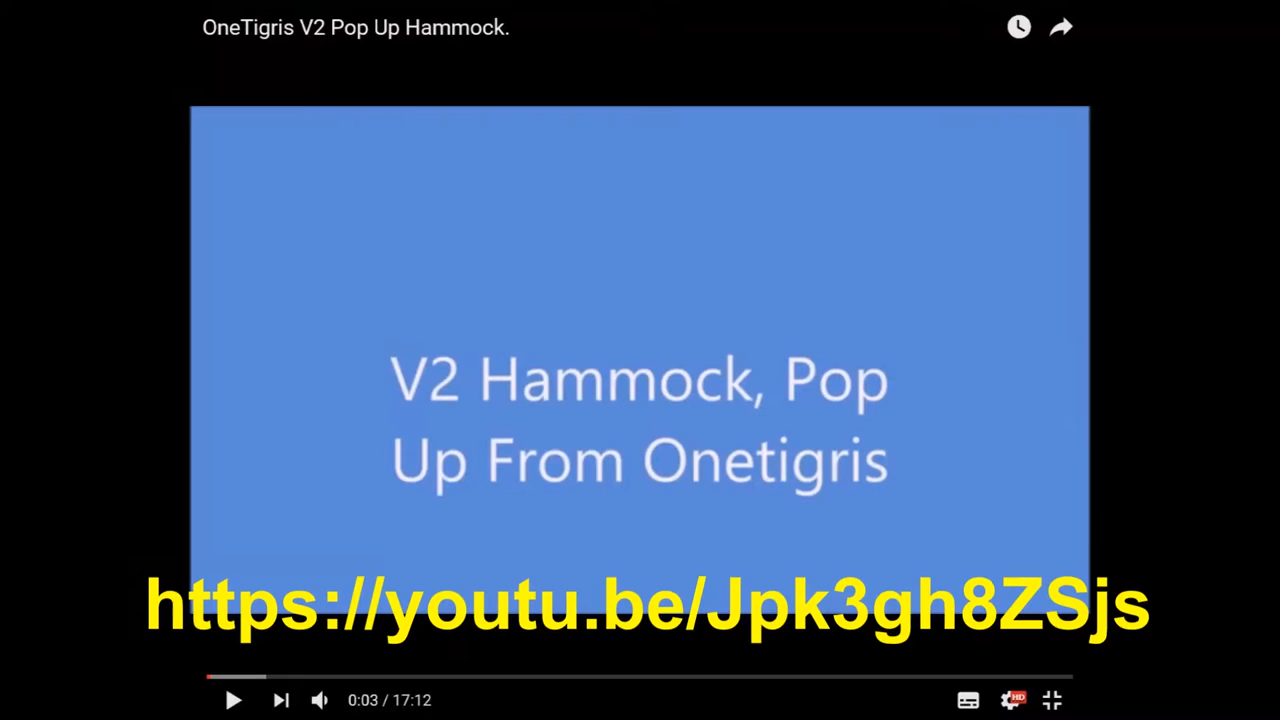 OneTigris V2 Pop Up Hammock.
V2 Hammock, Pop
Up From Onetigris
https://youtu.be/Jpk3gh8ZSjs
0:03 / 17:12
HD